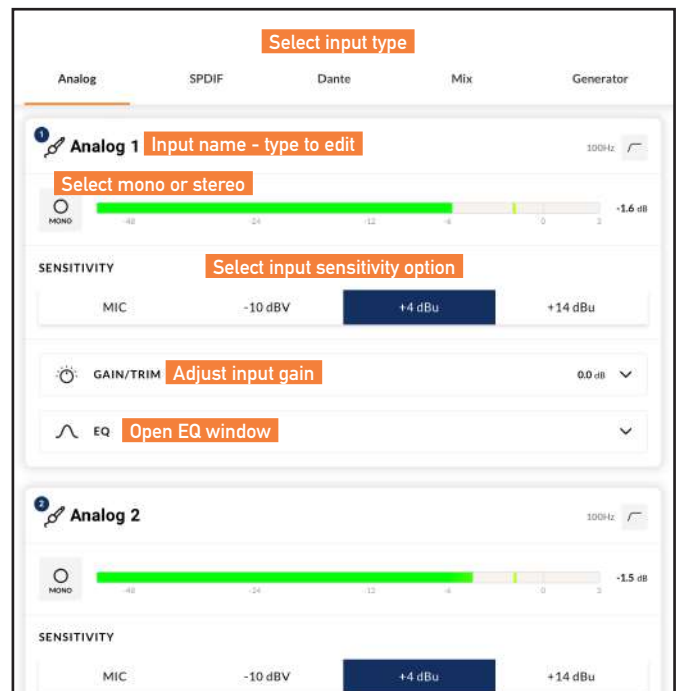 Select input type
Analog SPDIF Dante Mix Generator
1 Analog 1 Input name - type to edit 100Hz
Select mono or stereo
MONO -48 -24 -12 -6 0 3 -1.6 dB
SENSITIVITY Select input sensitivity option
MIC -10 dBV +4 dBu +14 dBu
GAIN/TRIM Adjust input gain 0.0 dB
EQ Open EQ window
2 Analog 2 100Hz
MONO -48 -24 -12 -6 0 3 -1.5 dB
SENSITIVITY
MIC -10 dBV +4 dBu +14 dBu